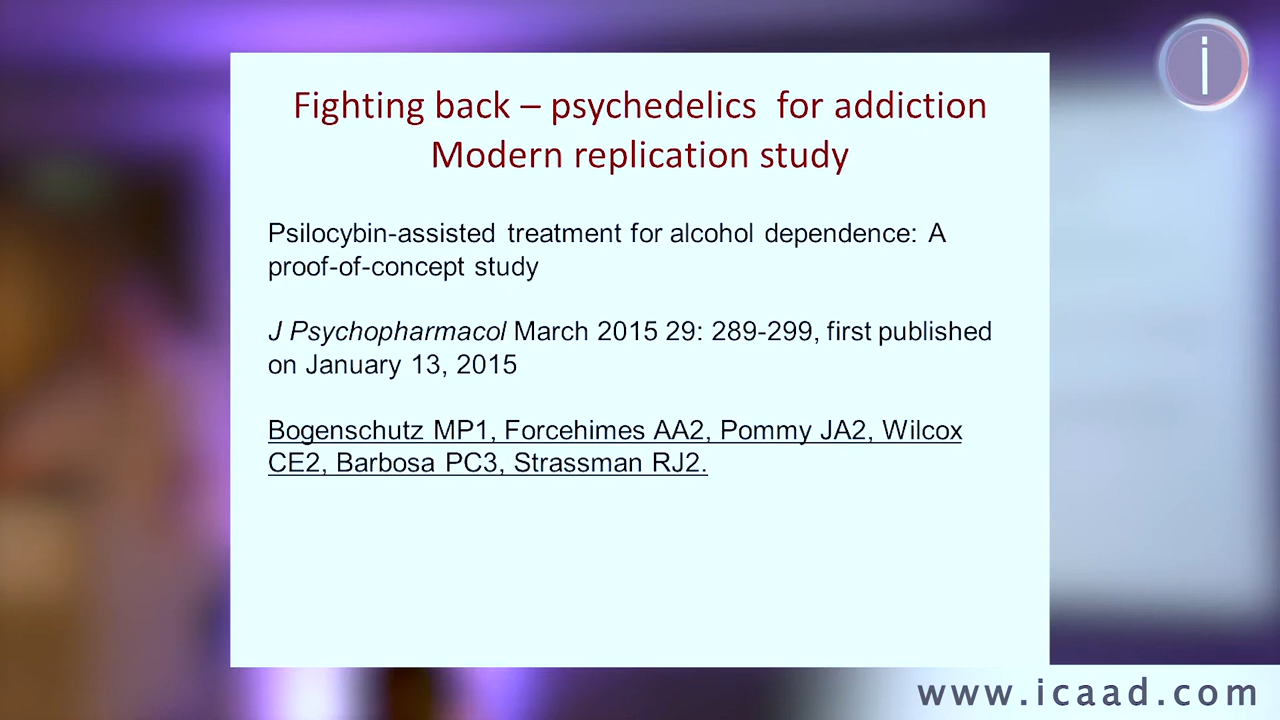 i
Fighting back – psychedelics for addiction
Modern replication study
Psilocybin-assisted treatment for alcohol dependence: A
proof-of-concept study
J Psychopharmacol March 2015 29: 289-299, first published
on January 13, 2015
Bogenschutz MP1, Forcehimes AA2, Pommy JA2, Wilcox
CE2, Barbosa PC3, Strassman RJ2.
www.icaad.com